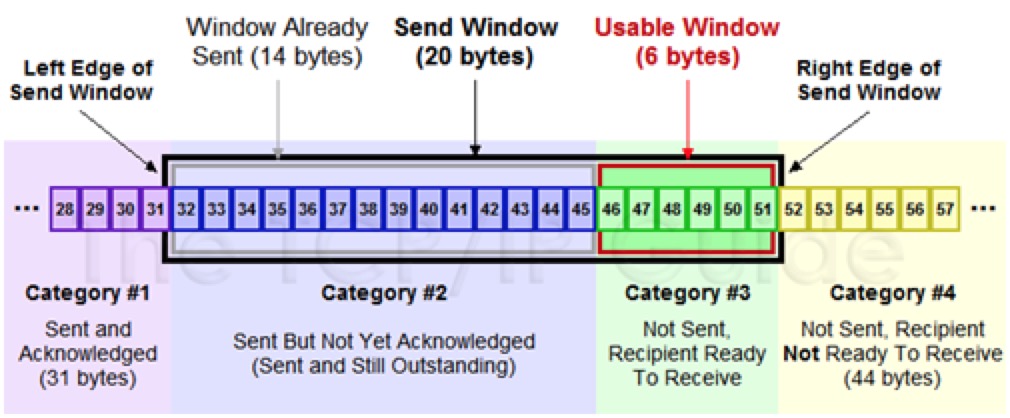 Window Already
Sent (14 bytes)
Send Window
(20 bytes)
Usable Window
(6 bytes)
Left Edge of
Send Window
Right Edge of
Send Window
... 28 29 30 31 32 33 34 35 36 37 38 39 40 41 42 43 44 45 46 47 48 49 50 51 52 53 54 55 56 57 ...
The TCP/IP Guide
Category #1
Sent and
Acknowledged
(31 bytes)
Category #2
Sent But Not Yet Acknowledged
(Sent and Still Outstanding)
Category #3
Not Sent,
Recipient Ready
To Receive
Category #4
Not Sent, Recipient
Not Ready To Receive
(44 bytes)